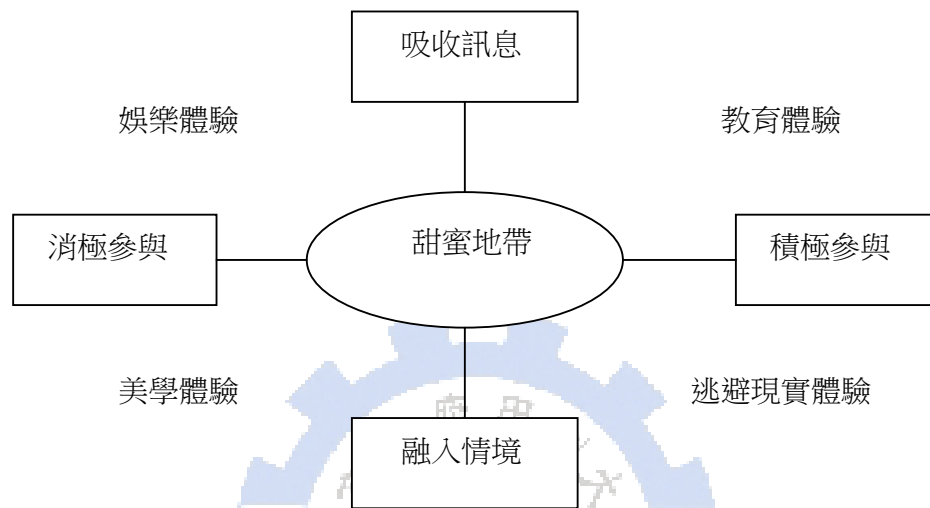 吸收訊息
娛樂體驗
教育體驗
消極參與
甜蜜地帶
積極參與
美學體驗
逃避現實體驗
融入情境